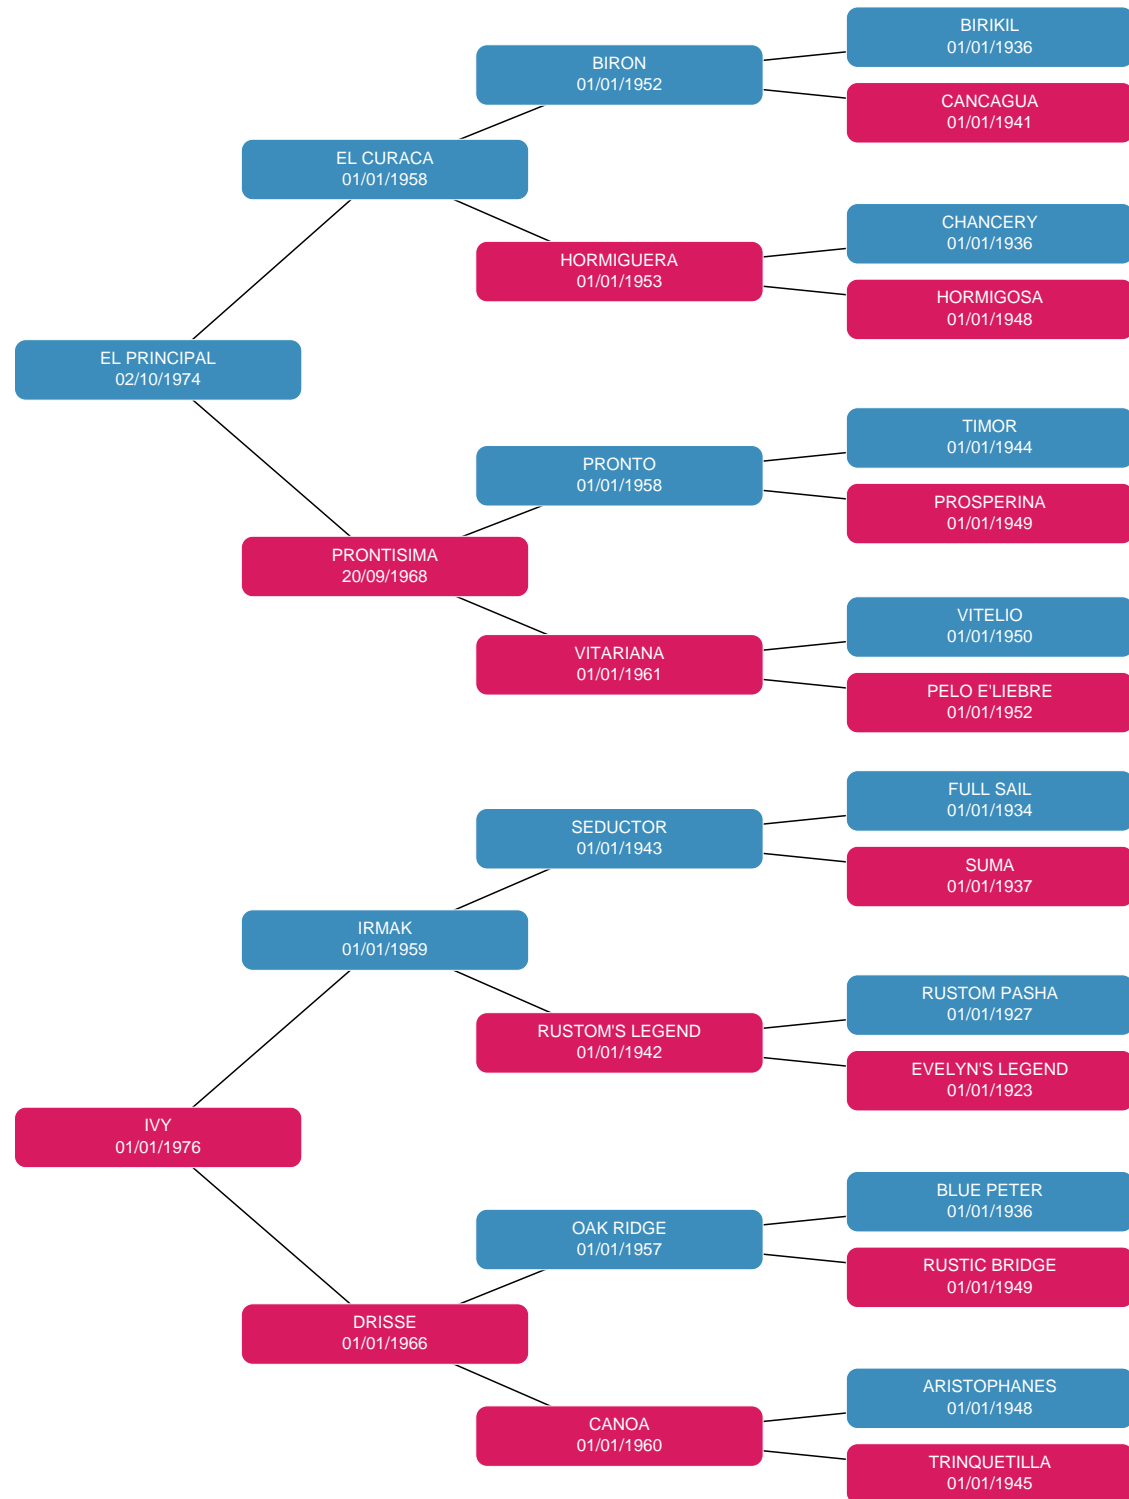 BIRIKIL
01/01/1936
BIRON
01/01/1952
CANCAGUA
01/01/1941
EL CURACA
01/01/1958
CHANCERY
01/01/1936
HORMIGUERA
01/01/1953
HORMIGOSA
01/01/1948
EL PRINCIPAL
02/10/1974
TIMOR
01/01/1944
PRONTO
01/01/1958
PROSPERINA
01/01/1949
PRONTISIMA
20/09/1968
VITELIO
01/01/1950
VITARIANA
01/01/1961
PELO E'LIEBRE
01/01/1952
FULL SAIL
01/01/1934
SEDUCTOR
01/01/1943
SUMA
01/01/1937
IRMAK
01/01/1959
RUSTOM PASHA
01/01/1927
RUSTOM'S LEGEND
01/01/1942
EVELYN'S LEGEND
01/01/1923
IVY
01/01/1976
BLUE PETER
01/01/1936
OAK RIDGE
01/01/1957
RUSTIC BRIDGE
01/01/1949
DRISSE
01/01/1966
ARISTOPHANES
01/01/1948
CANOA
01/01/1960
TRINQUETILLA
01/01/1945